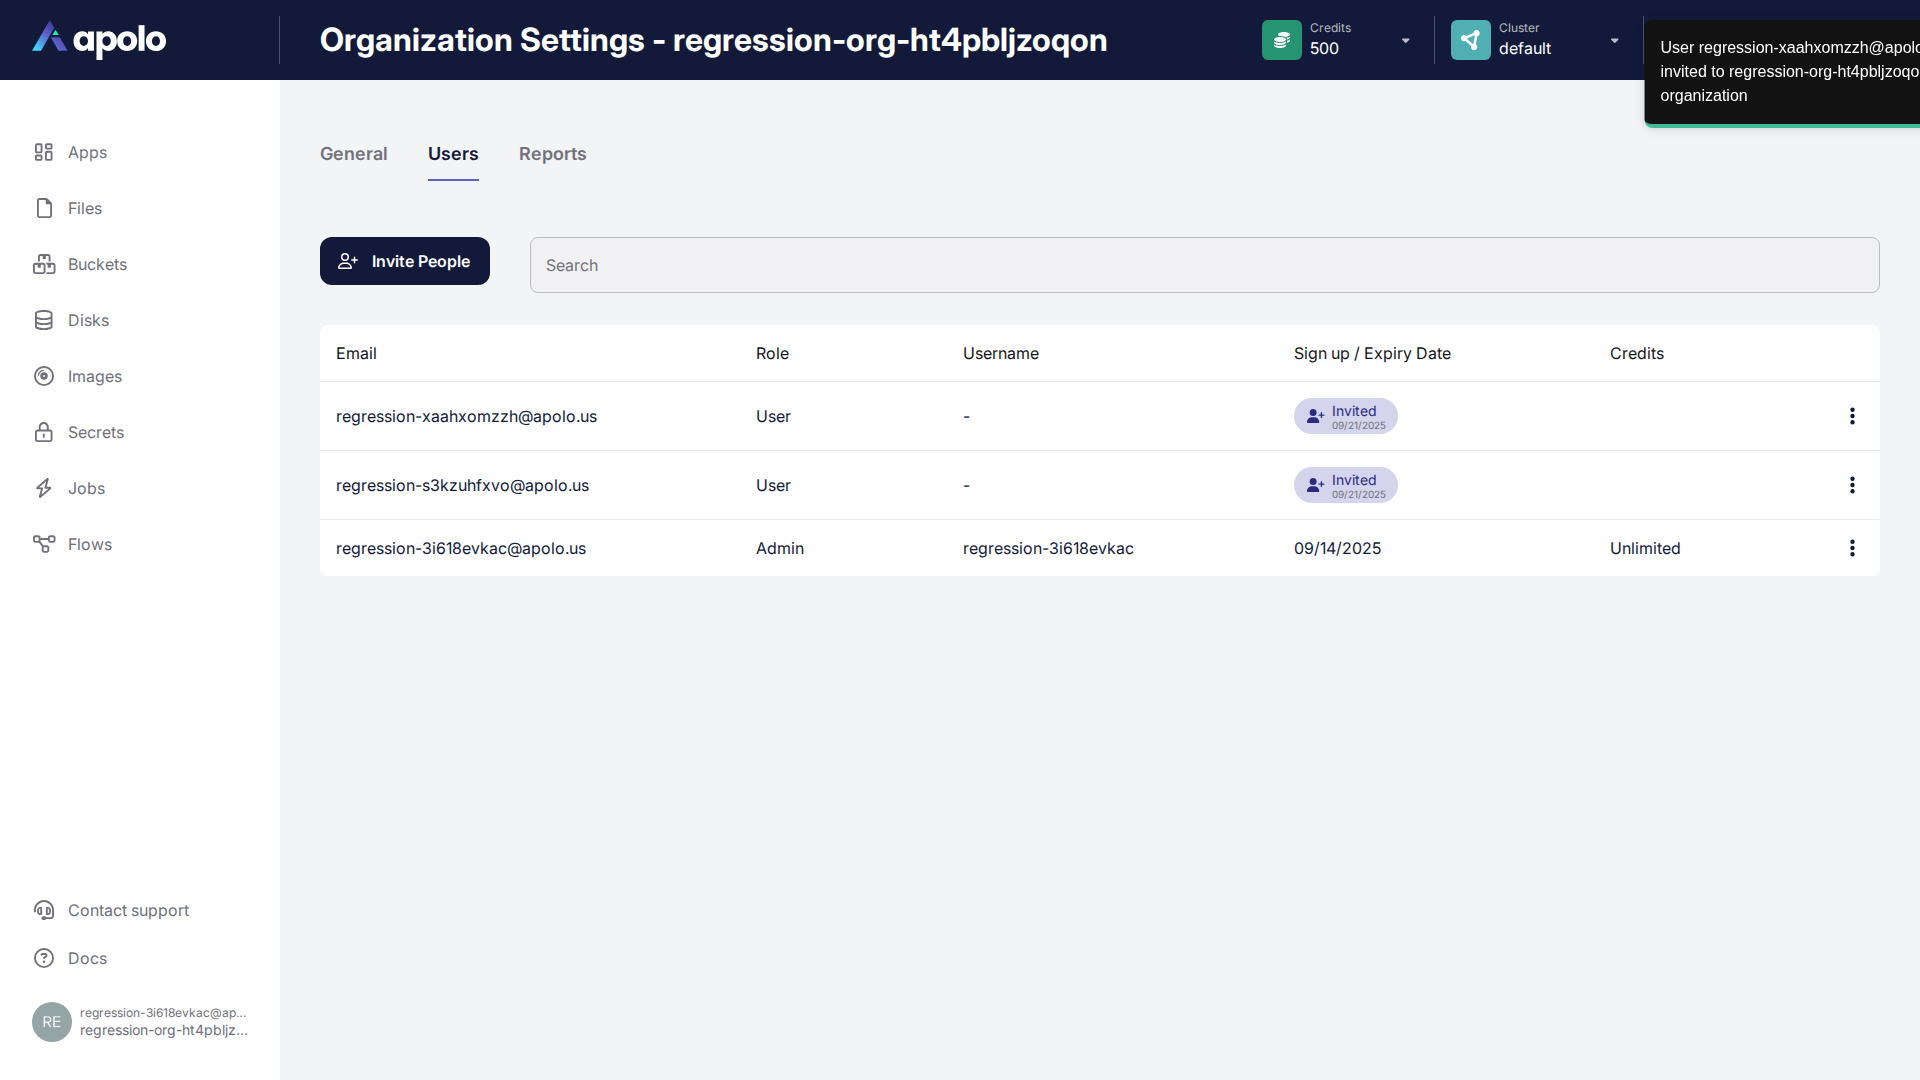 apolo
Organization Settings - regression-org-ht4pbljzoqon
Credits
500
Cluster
default
User regression-xaahxomzzh@apolo
invited to regression-org-ht4pbljzoqo
organization
Apps
Files
Buckets
Disks
Images
Secrets
Jobs
Flows
General Users Reports
Invite People
Search
Email Role Username Sign up / Expiry Date Credits
regression-xaahxomzzh@apolo.us User - Invited
09/21/2025
regression-s3kzuhfxvo@apolo.us User - Invited
09/21/2025
regression-3i618evkac@apolo.us Admin regression-3i618evkac 09/14/2025 Unlimited
Contact support
Docs
RE
regression-3i618evkac@ap...
regression-org-ht4pbljz...